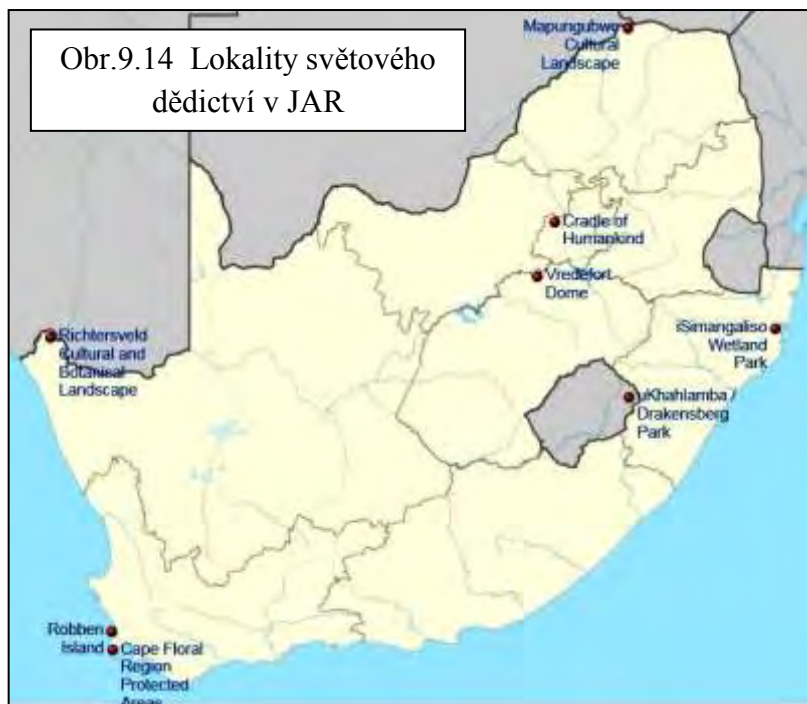 Obr.9.14 Lokality světového
dědictví v JAR
Mapungubwe
Cultural
Landscape
Cradle of
Humankind
Vredefort
Dome
iSimangaliso
Wetland
Park
Richtersveld
Cultural and
Botanical
Landscape
uKhahlamba /
Drakensberg
Park
Robben
Island
Cape Floral
Region
Protected
Areas